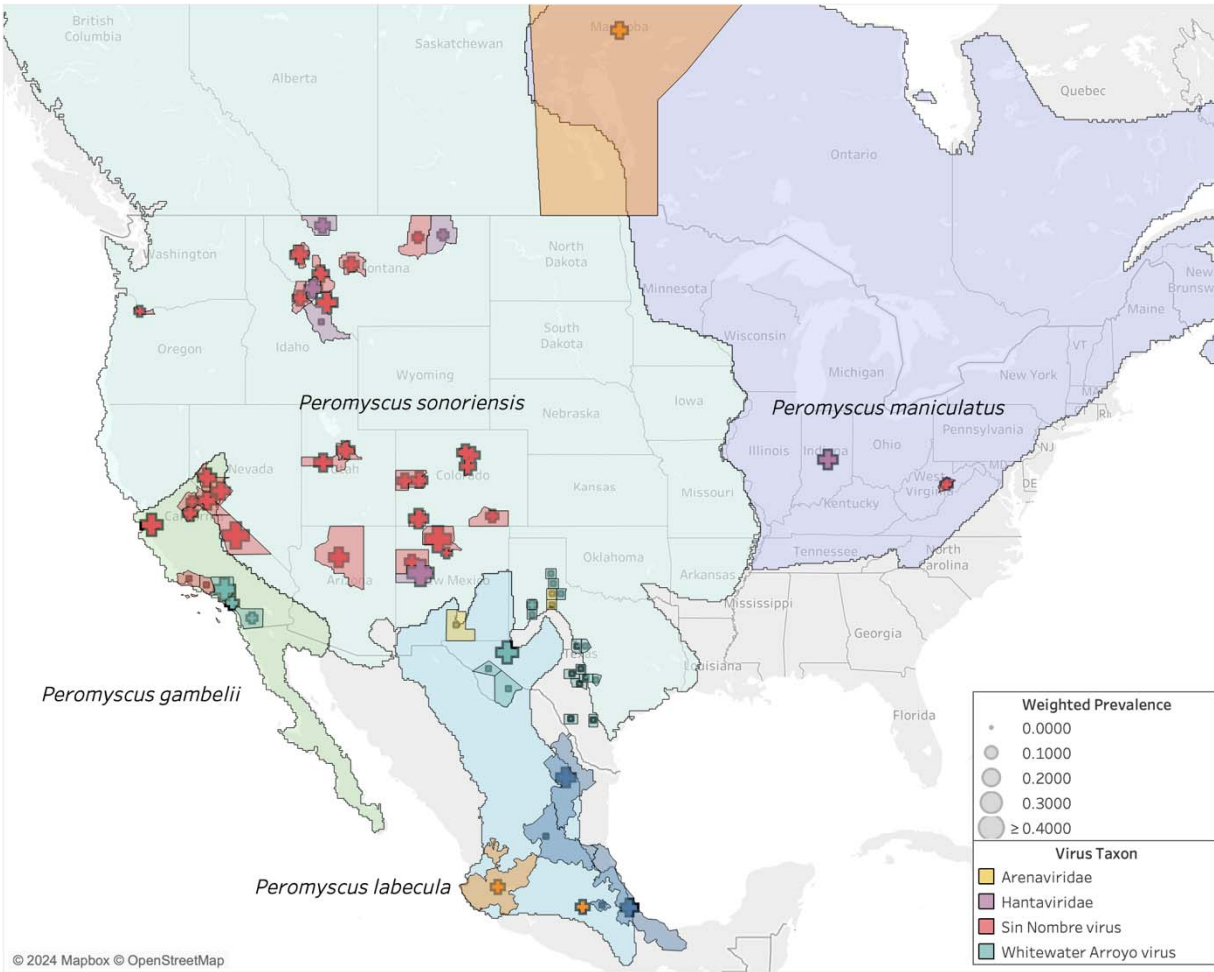 British
Columbia
Saskatchewan
Manitoba
Alberta
Quebec
Ontario
Washington
Montana
North
Dakota
Minnesota
New
Brunsw
Maine
Oregon
Idaho
South
Dakota
Wisconsin
VT
Michigan
New York
Wyoming
MA
Peromyscus sonoriensis
Iowa
Peromyscus maniculatus
RI
Nebraska
Pennsylvania
Nevada
Utah
Illinois
Indiana
Ohio
NJ
Colorado
MD
Kansas
Missouri
West
Virginia
DE
Kentucky
California
Tennessee
North
Carolina
Oklahoma
Arizona
New Mexico
Arkansas
Mississippi
Georgia
Texas
Louisiana
Peromyscus gambelii
Florida
Weighted Prevalence
0.0000
0.1000
0.2000
0.3000
≥ 0.4000
Peromyscus labecula
Virus Taxon
Arenaviridae
Hantaviridae
Sin Nombre virus
Whitewater Arroyo virus
© 2024 Mapbox © OpenStreetMap